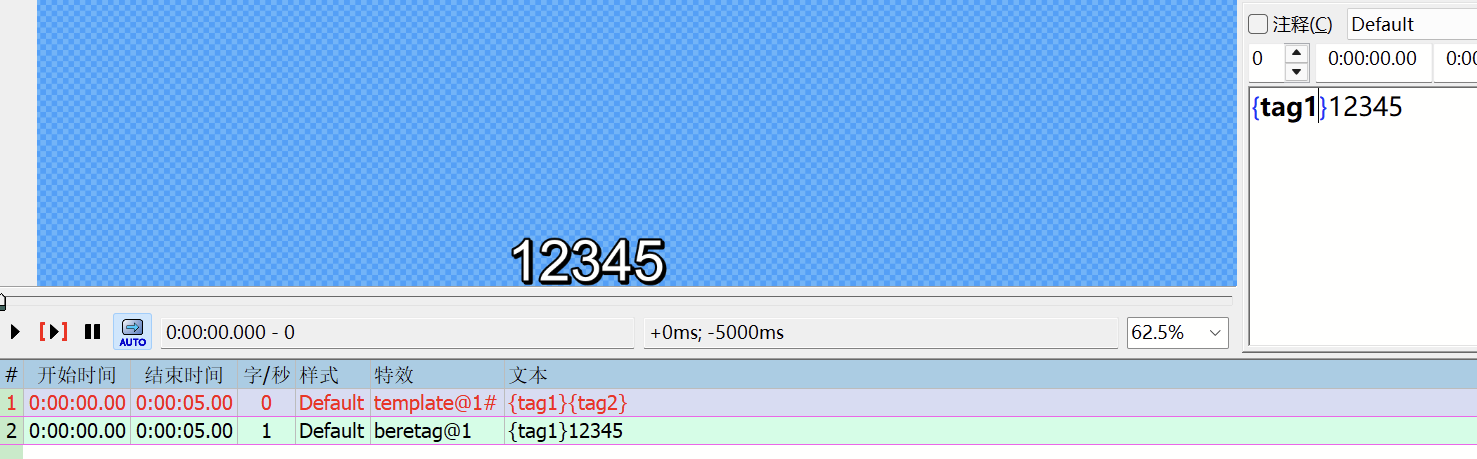 注释(C) Default
0 0:00:00.00 0:00
{tag1}12345
12345
AUTO 0:00:00.000 - 0 +0ms; -5000ms 62.5%
# 开始时间 结束时间 字/秒 样式 特效 文本
1 0:00:00.00 0:00:05.00 0 Default template@1# {tag1}{tag2}
2 0:00:00.00 0:00:05.00 1 Default beretag@1 {tag1}12345